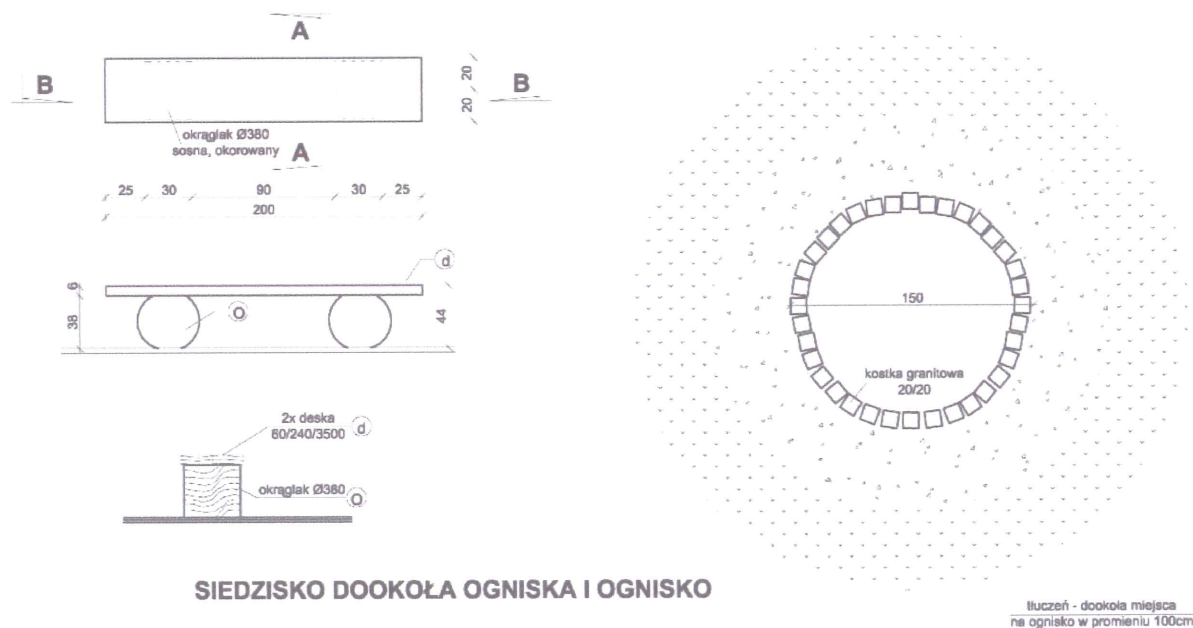 A
B
B
20
20
okrąglak Ø380
sosna, okorowany
A
25 30 90 30 25
200
d
6
38
O
44
2x deska
60/240/3500
d
okrąglak Ø380
O
150
kostka granitowa
20/20
SIEDZISKO DOOKOŁA OGNISKA I OGNISKO
tłuczeń - dookoła miejsca
na ognisko w promieniu 100cm